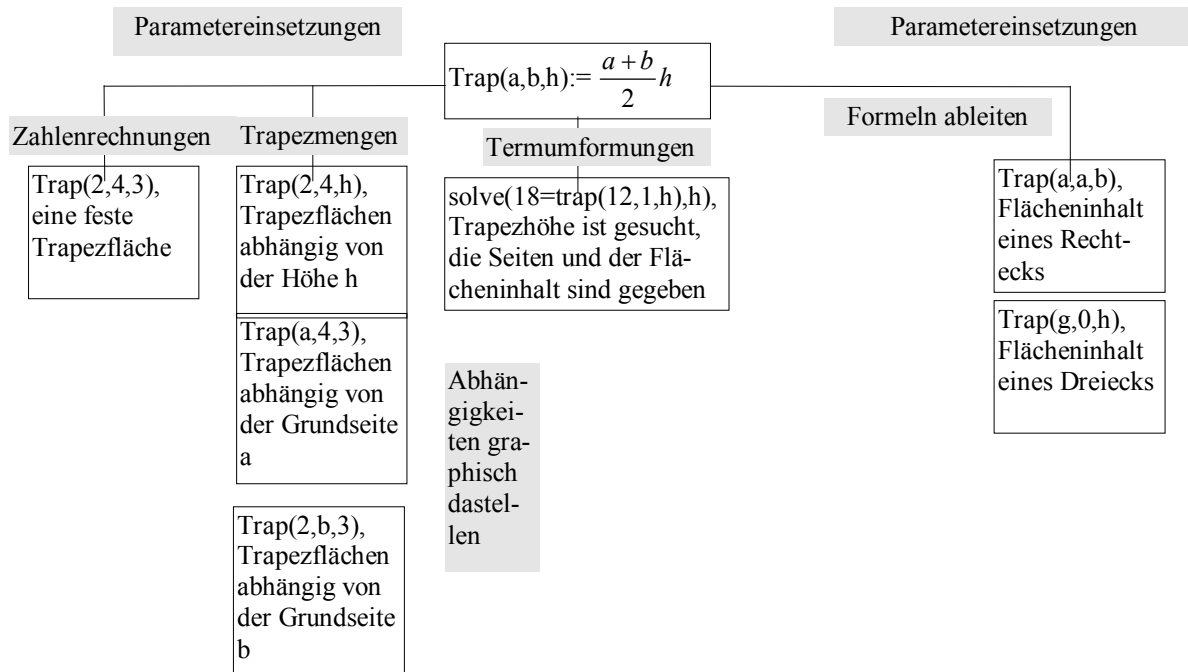 Parametereinsetzungen
Parametereinsetzungen
Trap(a,b,h):= \frac{a+b}{2}h
Zahlenrechnungen
Trapezmengen
Termumformungen
Formeln ableiten
Trap(2,4,3),
eine feste
Trapezfläche
Trap(2,4,h),
Trapezflächen
abhängig von
der Höhe h
Trap(a,4,3),
Trapezflächen
abhängig von
der Grundseite
a
Trap(2,b,3),
Trapezflächen
abhängig von
der Grundseite
b
solve(18=trap(12,1,h),h),
Trapezhöhe ist gesucht,
die Seiten und der Flä-
cheninhalt sind gegeben
Abhän-
gigkei-
ten gra-
phisch
dastel-
len
Trap(a,a,b),
Flächeninhalt
eines Recht-
ecks
Trap(g,0,h),
Flächeninhalt
eines Dreiecks